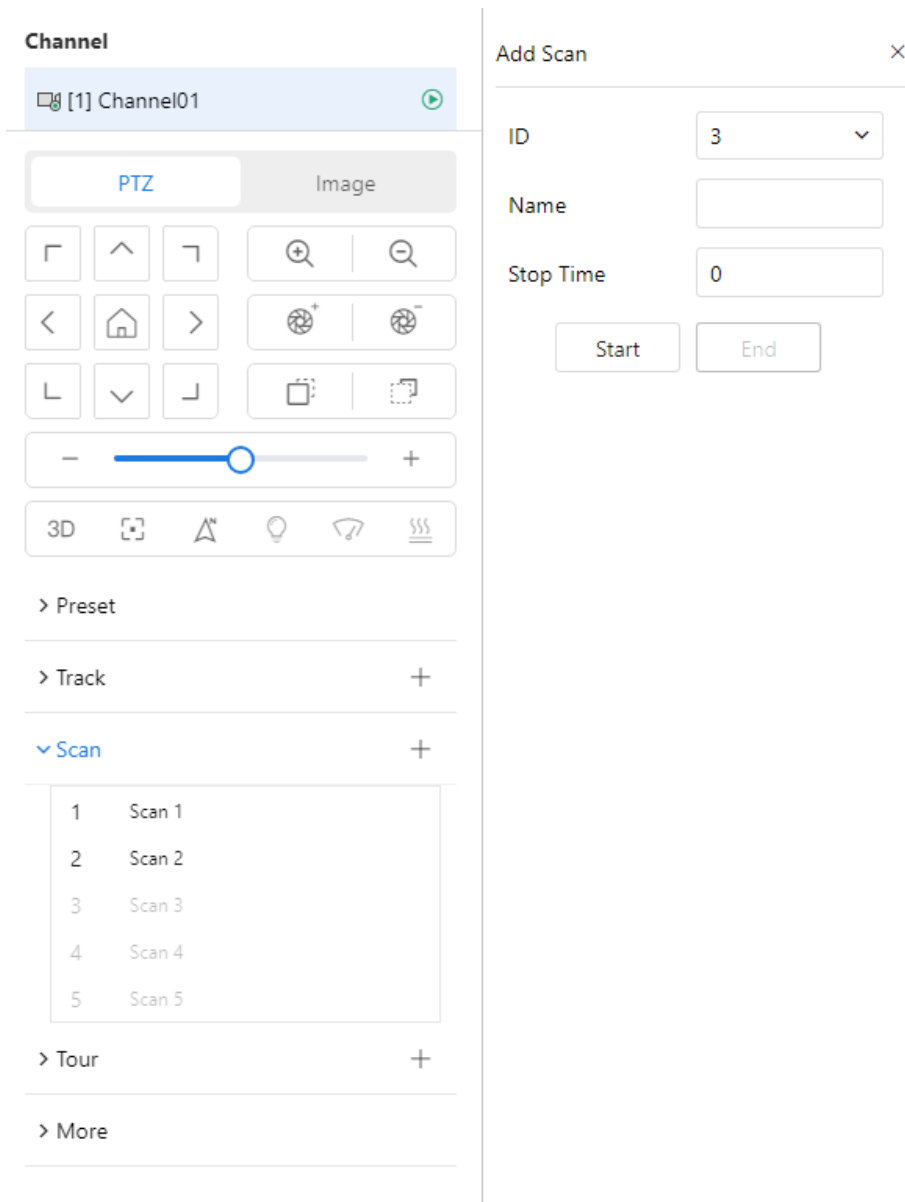 Channel
[1] Channel01
PTZ
Image
3D
N
Preset
Track
Scan
1 Scan 1
2 Scan 2
3 Scan 3
4 Scan 4
5 Scan 5
Tour
More
Add Scan
ID 3
Name
Stop Time 0
Start
End